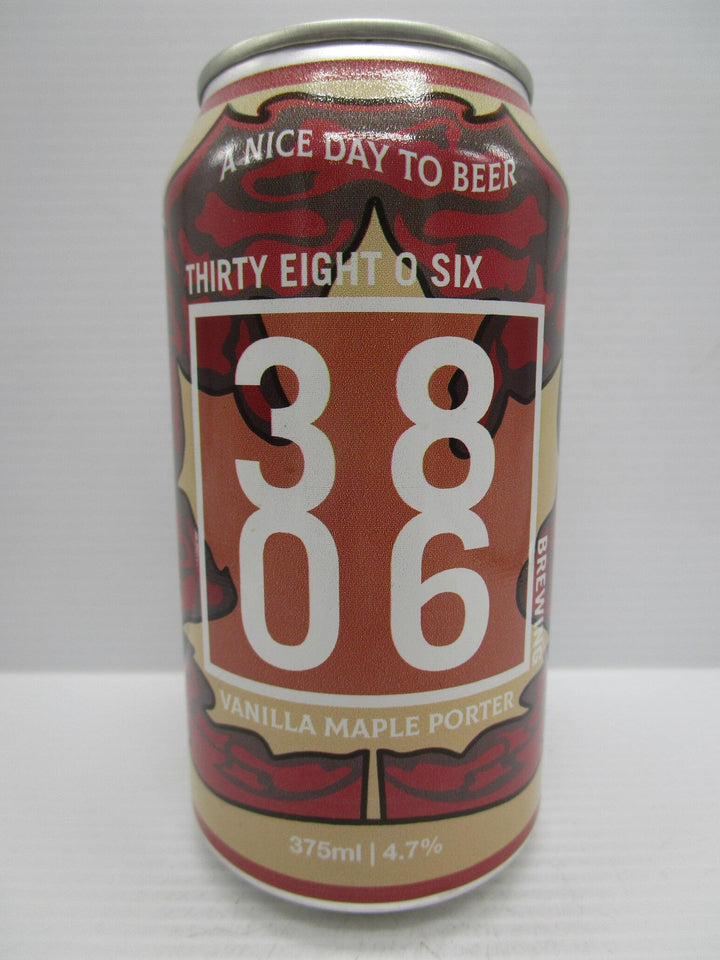 A NICE DAY TO BEER
THIRTY EIGHT O SIX
38
06
BREWING
VANILLA MAPLE PORTER
375ml | 4.7%